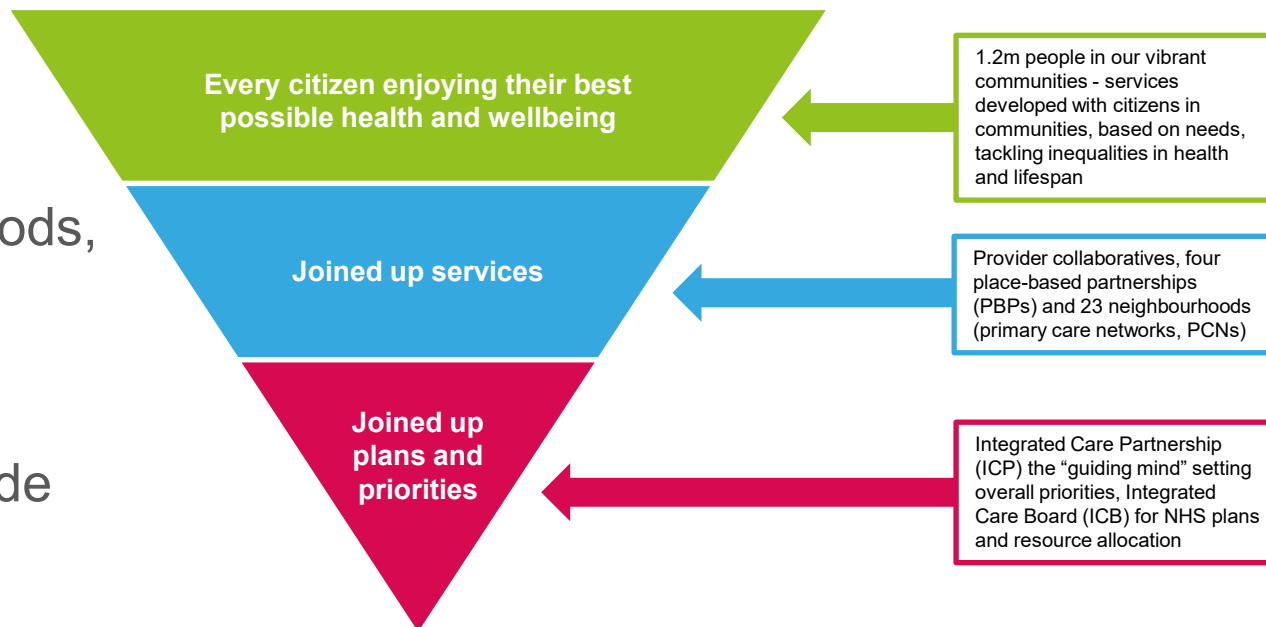 Every citizen enjoying their best
possible health and wellbeing
1.2m people in our vibrant
communities - services
developed with citizens in
communities, based on needs,
tackling inequalities in health
and lifespan
ods,
Joined up services
Provider collaboratives, four
place-based partnerships
(PBPs) and 23 neighbourhoods
(primary care networks, PCNs)
Joined up
plans and
priorities
de
Integrated Care Partnership
(ICP) the “guiding mind” setting
overall priorities, Integrated
Care Board (ICB) for NHS plans
and resource allocation